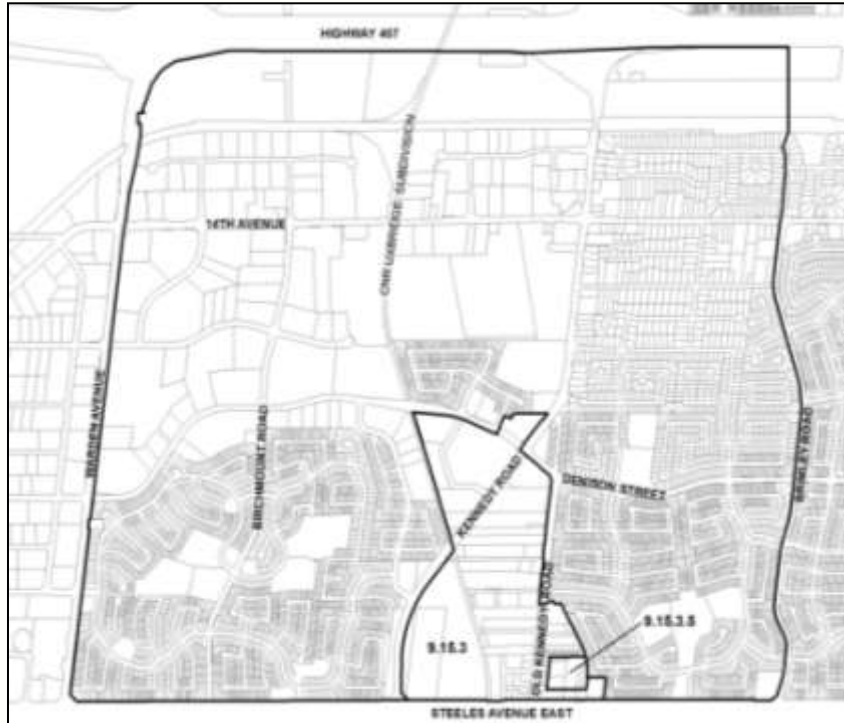 HIGHWAY 407
CNR UXBRIDGE SUBDIVISION
14TH AVENUE
WARDEN AVENUE
BIRCHMOUNT ROAD
BRIMLEY ROAD
KENNEDY ROAD
DENISON STREET
OLD KENNEDY ROAD
9.15.3.5
9.15.3
STEELES AVENUE EAST